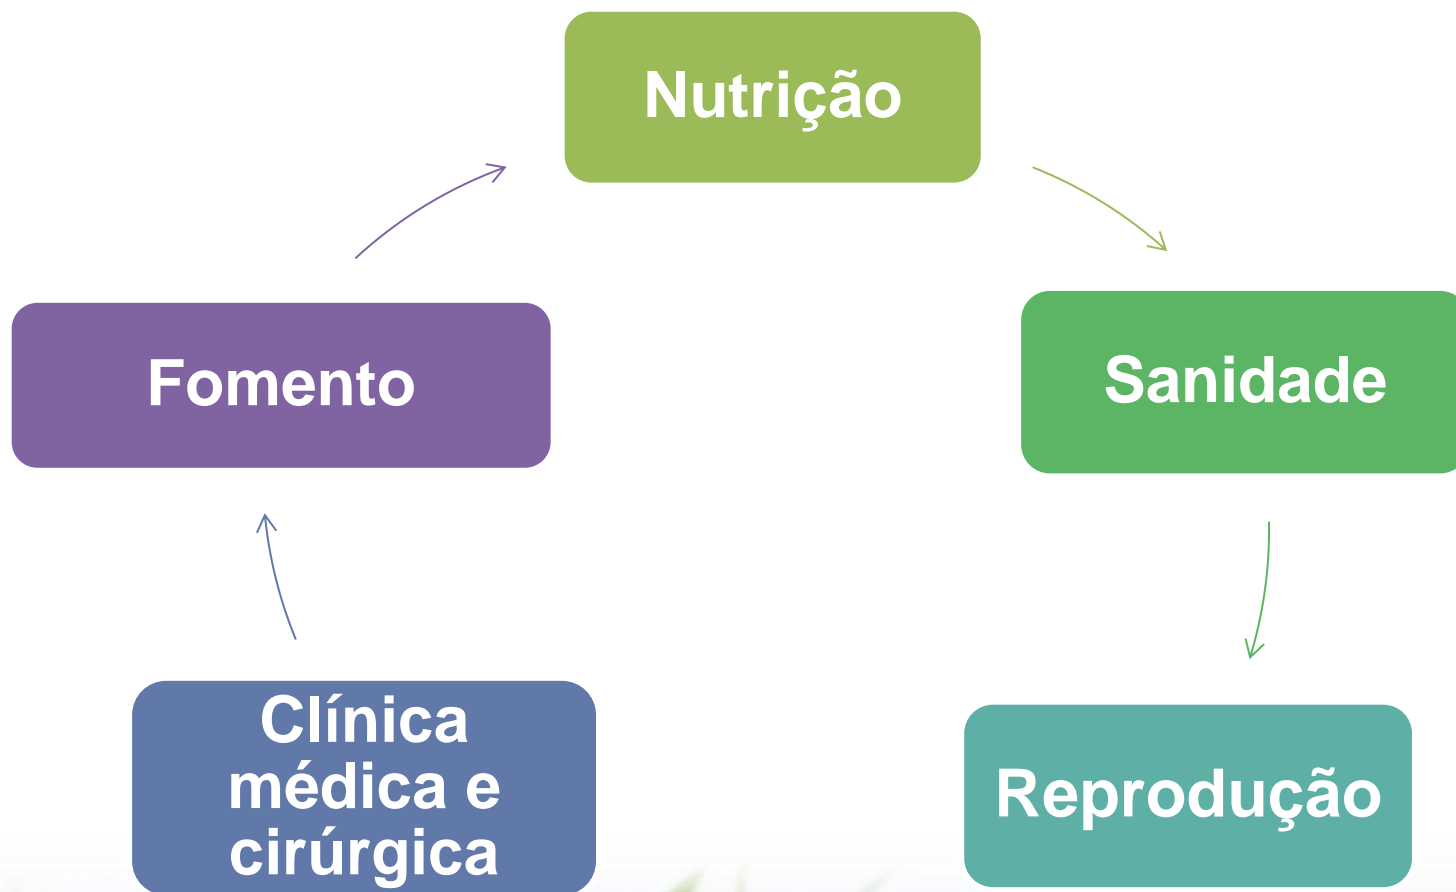 Nutrição
Sanidade
Reprodução
Clínica
médica e
cirúrgica
Fomento